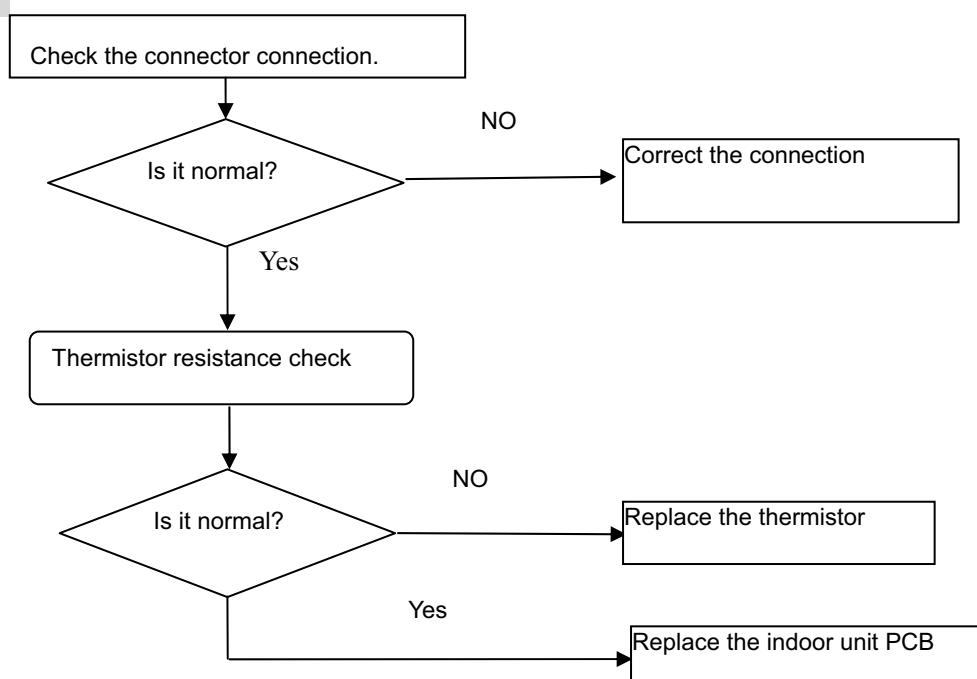 Check the connector connection.
NO
Is it normal?
Correct the connection
Yes
Thermistor resistance check
NO
Is it normal?
Replace the thermistor
Yes
Replace the indoor unit PCB